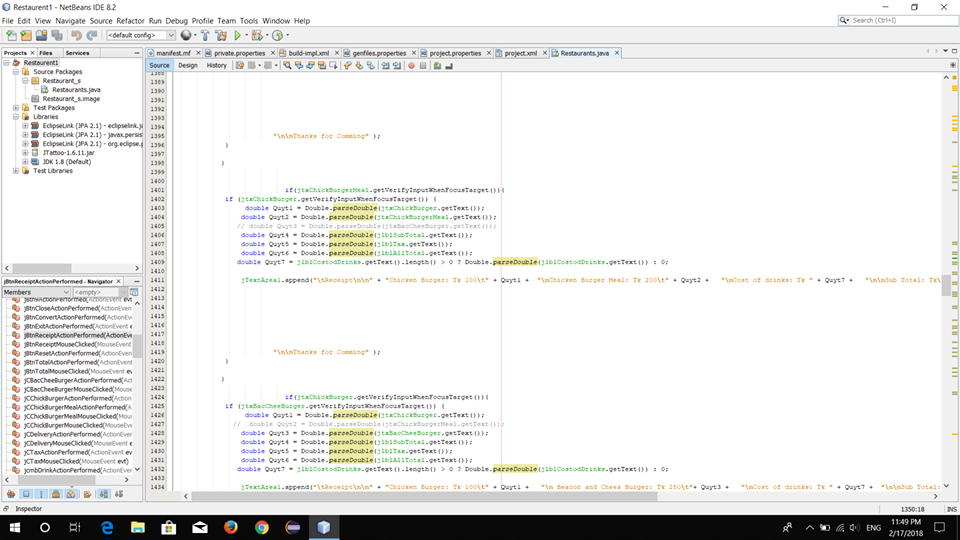 Restaurent1 - NetBeans IDE 8.2
File Edit View Navigate Source Refactor Run Debug Profile Team Tools Window Help
Search (Ctrl+I)
<default config>
Projects Files Services
manifest.mf private.properties build-impl.xml genfiles.properties project.properties project.xml Restaurants.java
Source Design History
Restaurent1
Source Packages
Restaurant_s
Restaurants.java
Restaurant_s.image
Test Packages
Libraries
EclipseLink (JPA 2.1) - eclipselink.ja
EclipseLink (JPA 2.1) - javax.persis
EclipseLink (JPA 2.1) - org.eclipse.p
JTattoo-1.6.11.jar
JDK 1.8 (Default)
Test Libraries
jBtnReceiptActionPerformed - Navigator
Members <empty>
jBtnCloseActionPerformed(ActionEven
jBtnConvertActionPerformed(ActionEv
jBtnExitActionPerformed(ActionEvent e
jBtnReceiptActionPerformed(ActionEve
jBtnReceiptMouseClicked(MouseEvent
jBtnResetActionPerformed(ActionEven
jBtnTotalActionPerformed(ActionEvent
jBtnTotalMouseClicked(MouseEvent ev
jCBacCheeBurgerActionPerformed(Act
jCBacCheeBurgerMouseClicked(Mouse
jCChickBurgerActionPerformed(Action
jCChickBurgerMealActionPerformed(Ac
jCChickBurgerMealMouseClicked(Mous
jCChickBurgerMouseClicked(MouseEve
jCDeliveryActionPerformed(ActionEve
jCDeliveryMouseClicked(MouseEvent e
jCTaxActionPerformed(ActionEvent ev
jCTaxMouseClicked(MouseEvent evt)
jcmbDrinkActionPerformed(ActionEven
1388
1389
1390
1391
1392
1393
1394
1395 "\n\nThanks for Comming" );
1396 }
1397
1398 }
1399
1400
1401 if(jtxChickBurgerMeal.getVerifyInputWhenFocusTarget()){
1402 if (jtxChickBurger.getVerifyInputWhenFocusTarget()) {
1403 double Quyt1 = Double.parseDouble(jtxChickBurger.getText());
1404 double Quyt2 = Double.parseDouble(jtxChickBurgerMeal.getText());
1405 // double Quyt3 = Double.parseDouble(jtxBacCheeBurger.getText());
1406 double Quyt4 = Double.parseDouble(jlblSubTotal.getText());
1407 double Quyt5 = Double.parseDouble(jlblTax.getText());
1408 double Quyt6 = Double.parseDouble(jlblAllTotal.getText());
1409 double Quyt7 = jlblCostodDrinks.getText().length() > 0 ? Double.parseDouble(jlblCostodDrinks.getText()) : 0;
1410
1411 jTextArea1.append("\tReceipt\n\n" + "Chicken Burger: Tk 100\t" + Quyt1 + "\nChicken Burger Meal: Tk 200\t" + Quyt2 + "\nCost of drinks: Tk " + Quyt7 + "\n\nSub Total: Tk\
1412
1413
1414
1415
1416
1417
1418
1419 "\n\nThanks for Comming" );
1420 }
1421
1422 }
1423
1424 if(jtxChickBurger.getVerifyInputWhenFocusTarget()){
1425 if (jtxBacCheeBurger.getVerifyInputWhenFocusTarget()) {
1426 double Quyt1 = Double.parseDouble(jtxChickBurger.getText());
1427 // double Quyt2 = Double.parseDouble(jtxChickBurgerMeal.getText());
1428 double Quyt3 = Double.parseDouble(jtxBacCheeBurger.getText());
1429 double Quyt4 = Double.parseDouble(jlblSubTotal.getText());
1430 double Quyt5 = Double.parseDouble(jlblTax.getText());
1431 double Quyt6 = Double.parseDouble(jlblAllTotal.getText());
1432 double Quyt7 = jlblCostodDrinks.getText().length() > 0 ? Double.parseDouble(jlblCostodDrinks.getText()) : 0;
1433
1434 jTextArea1.append("\tReceipt\n\n" + "Chicken Burger: Tk 100\t" + Quyt1 + "\n Beacon and Chees Burger: Tk 250\t"+ Quyt3 + "\nCost of drinks: Tk " + Quyt7 + "\n\nSub Total:
Inspector
1350:18 INS
ENG 11:49 PM
2/17/2018